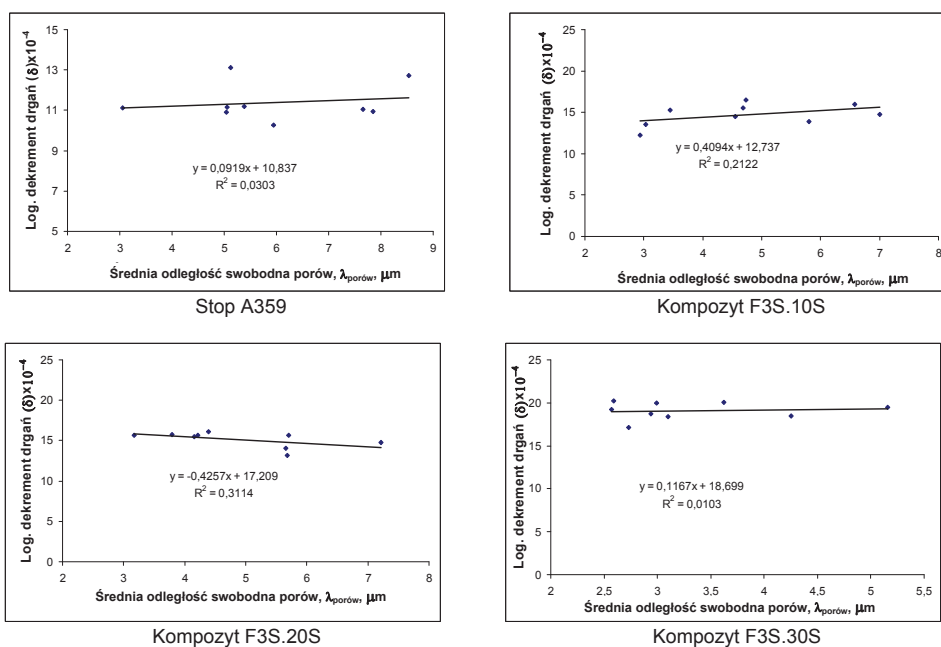 Log. dekrement drgań (δ)x10⁻⁴
15
13
11
9
7
5
y = 0,0919x + 10,837
R² = 0,0303
2 3 4 5 6 7 8 9
Średnia odległość swobodna porów, λporów, μm
Stop A359
Log. dekrement drgań (δ)x10⁻⁴
25
20
15
10
5
0
y = 0,4094x + 12,737
R² = 0,2122
2 3 4 5 6 7 8
Średnia odległość swobodna porów, λporów, μm
Kompozyt F3S.10S
Log. dekrement drgań (δ)x10⁻⁴
25
20
15
10
5
0
y = -0,4257x + 17,209
R² = 0,3114
2 3 4 5 6 7 8
Średnia odległość swobodna porów, λporów, μm
Kompozyt F3S.20S
Log. dekrement drgań (δ)x10⁻⁴
25
20
15
10
5
0
y = 0,1167x + 18,699
R² = 0,0103
2 2,5 3 3,5 4 4,5 5 5,5
Średnia odległość swobodna porów, λporów, μm
Kompozyt F3S.30S